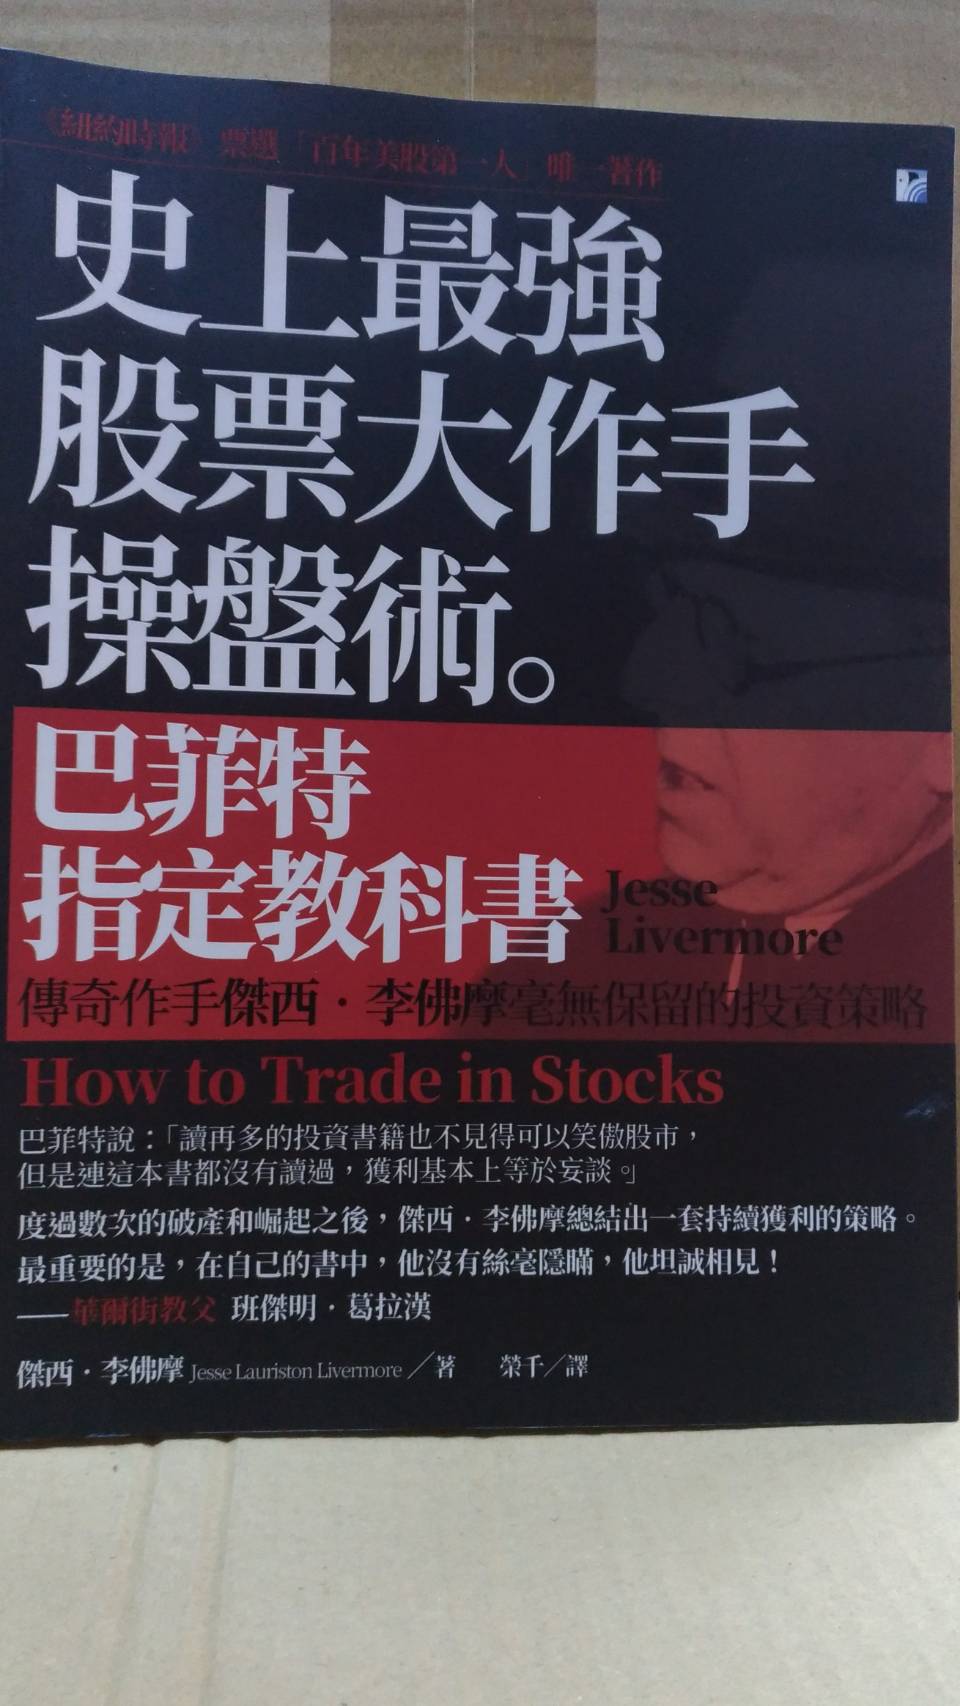 《紐約時報》票選「百年美股第一人」唯一著作
史上最強
股票大作手
操盤術。
巴菲特
指定教科書
Jesse
Livermore
傳奇作手傑西．李佛摩毫無保留的投資策略
How to Trade in Stocks
巴菲特說：「讀再多的投資書籍也不見得可以笑傲股市，
但是連這本書都沒有讀過，獲利基本上等於妄談。」
度過數次的破產和崛起之後，傑西．李佛摩總結出一套持續獲利的策略。
最重要的是，在自己的書中，他沒有絲毫隱瞞，他坦誠相見！
──華爾街教父 班傑明．葛拉漢
傑西．李佛摩 Jesse Lauriston Livermore／著 榮千／譯